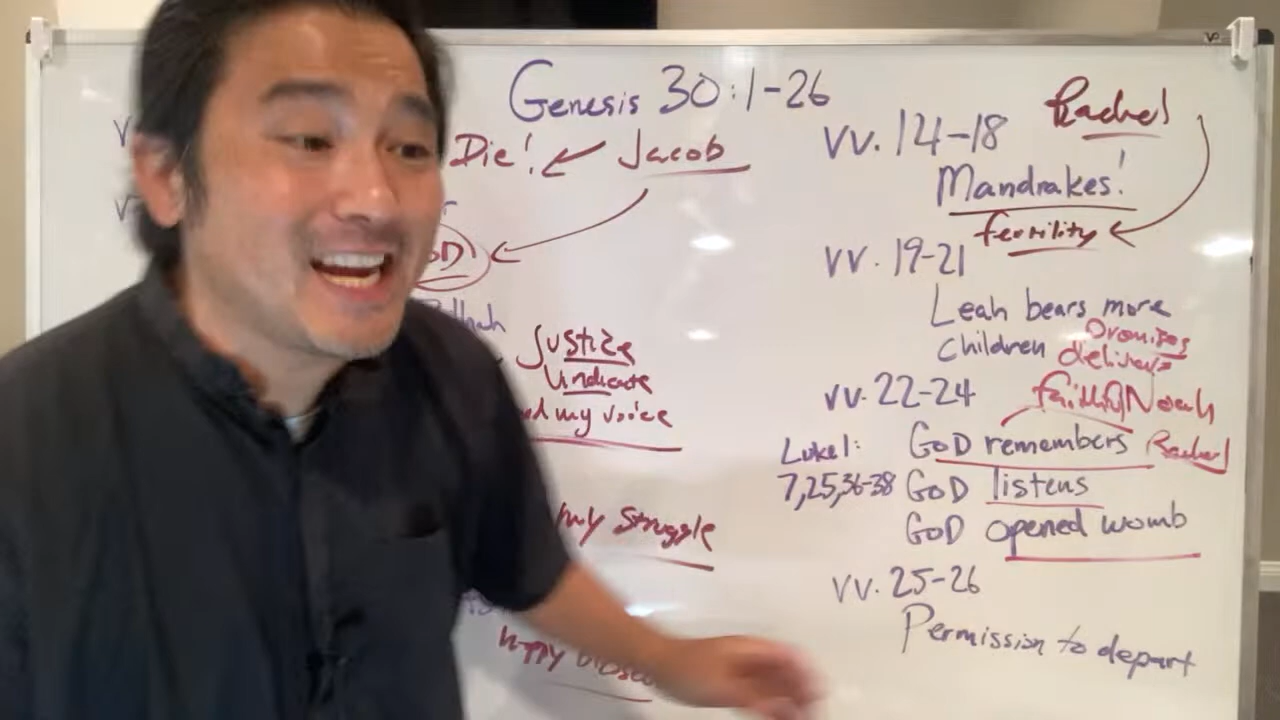 Genesis 30:1-26
Die! Jacob
Justice
Vindicate
my voice
my struggle
happy
vv. 14-18 Rachel
Mandrakes!
fertility
vv. 19-21
Leah bears more
children
Promises
delivers
vv. 22-24 faithful Noah
Luke 1: GOD remembers Rachel
7,25,36-38 GOD listens
GOD opened womb
vv. 25-26
Permission to depart